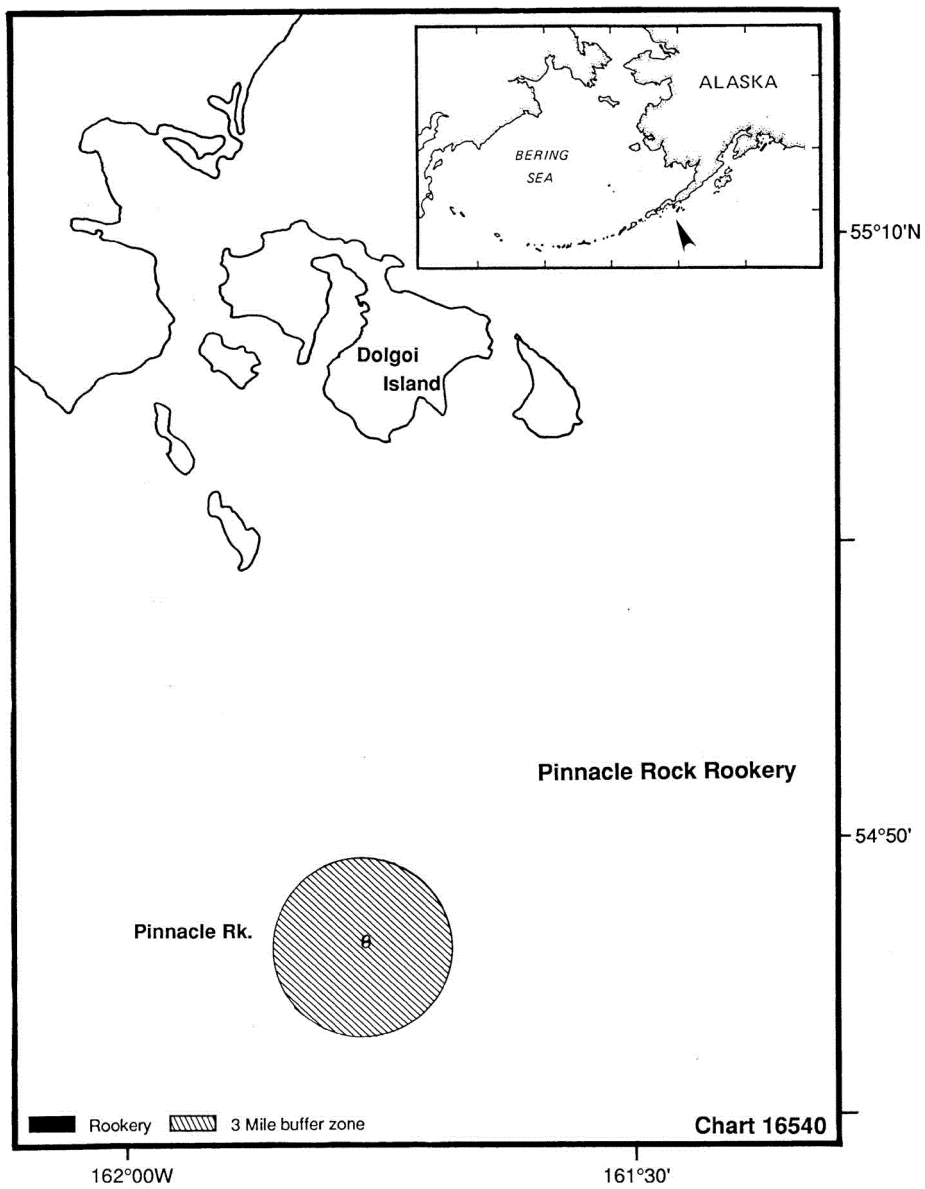 ALASKA
BERING
SEA
55°10'N
Dolgoi
Island
Pinnacle Rock Rookery
54°50'
Pinnacle Rk.
Rookery
3 Mile buffer zone
Chart 16540
162°00W
161°30'